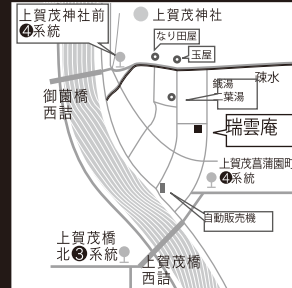 上賀茂神社前
❹系統
上賀茂神社
なり田屋
玉屋
御薗橋
西詰
銭湯
一葉湯
疎水
瑞雲庵
上賀茂菖蒲園町
❹系統
自動販売機
上賀茂橋
北❸系統
上賀茂橋
西詰